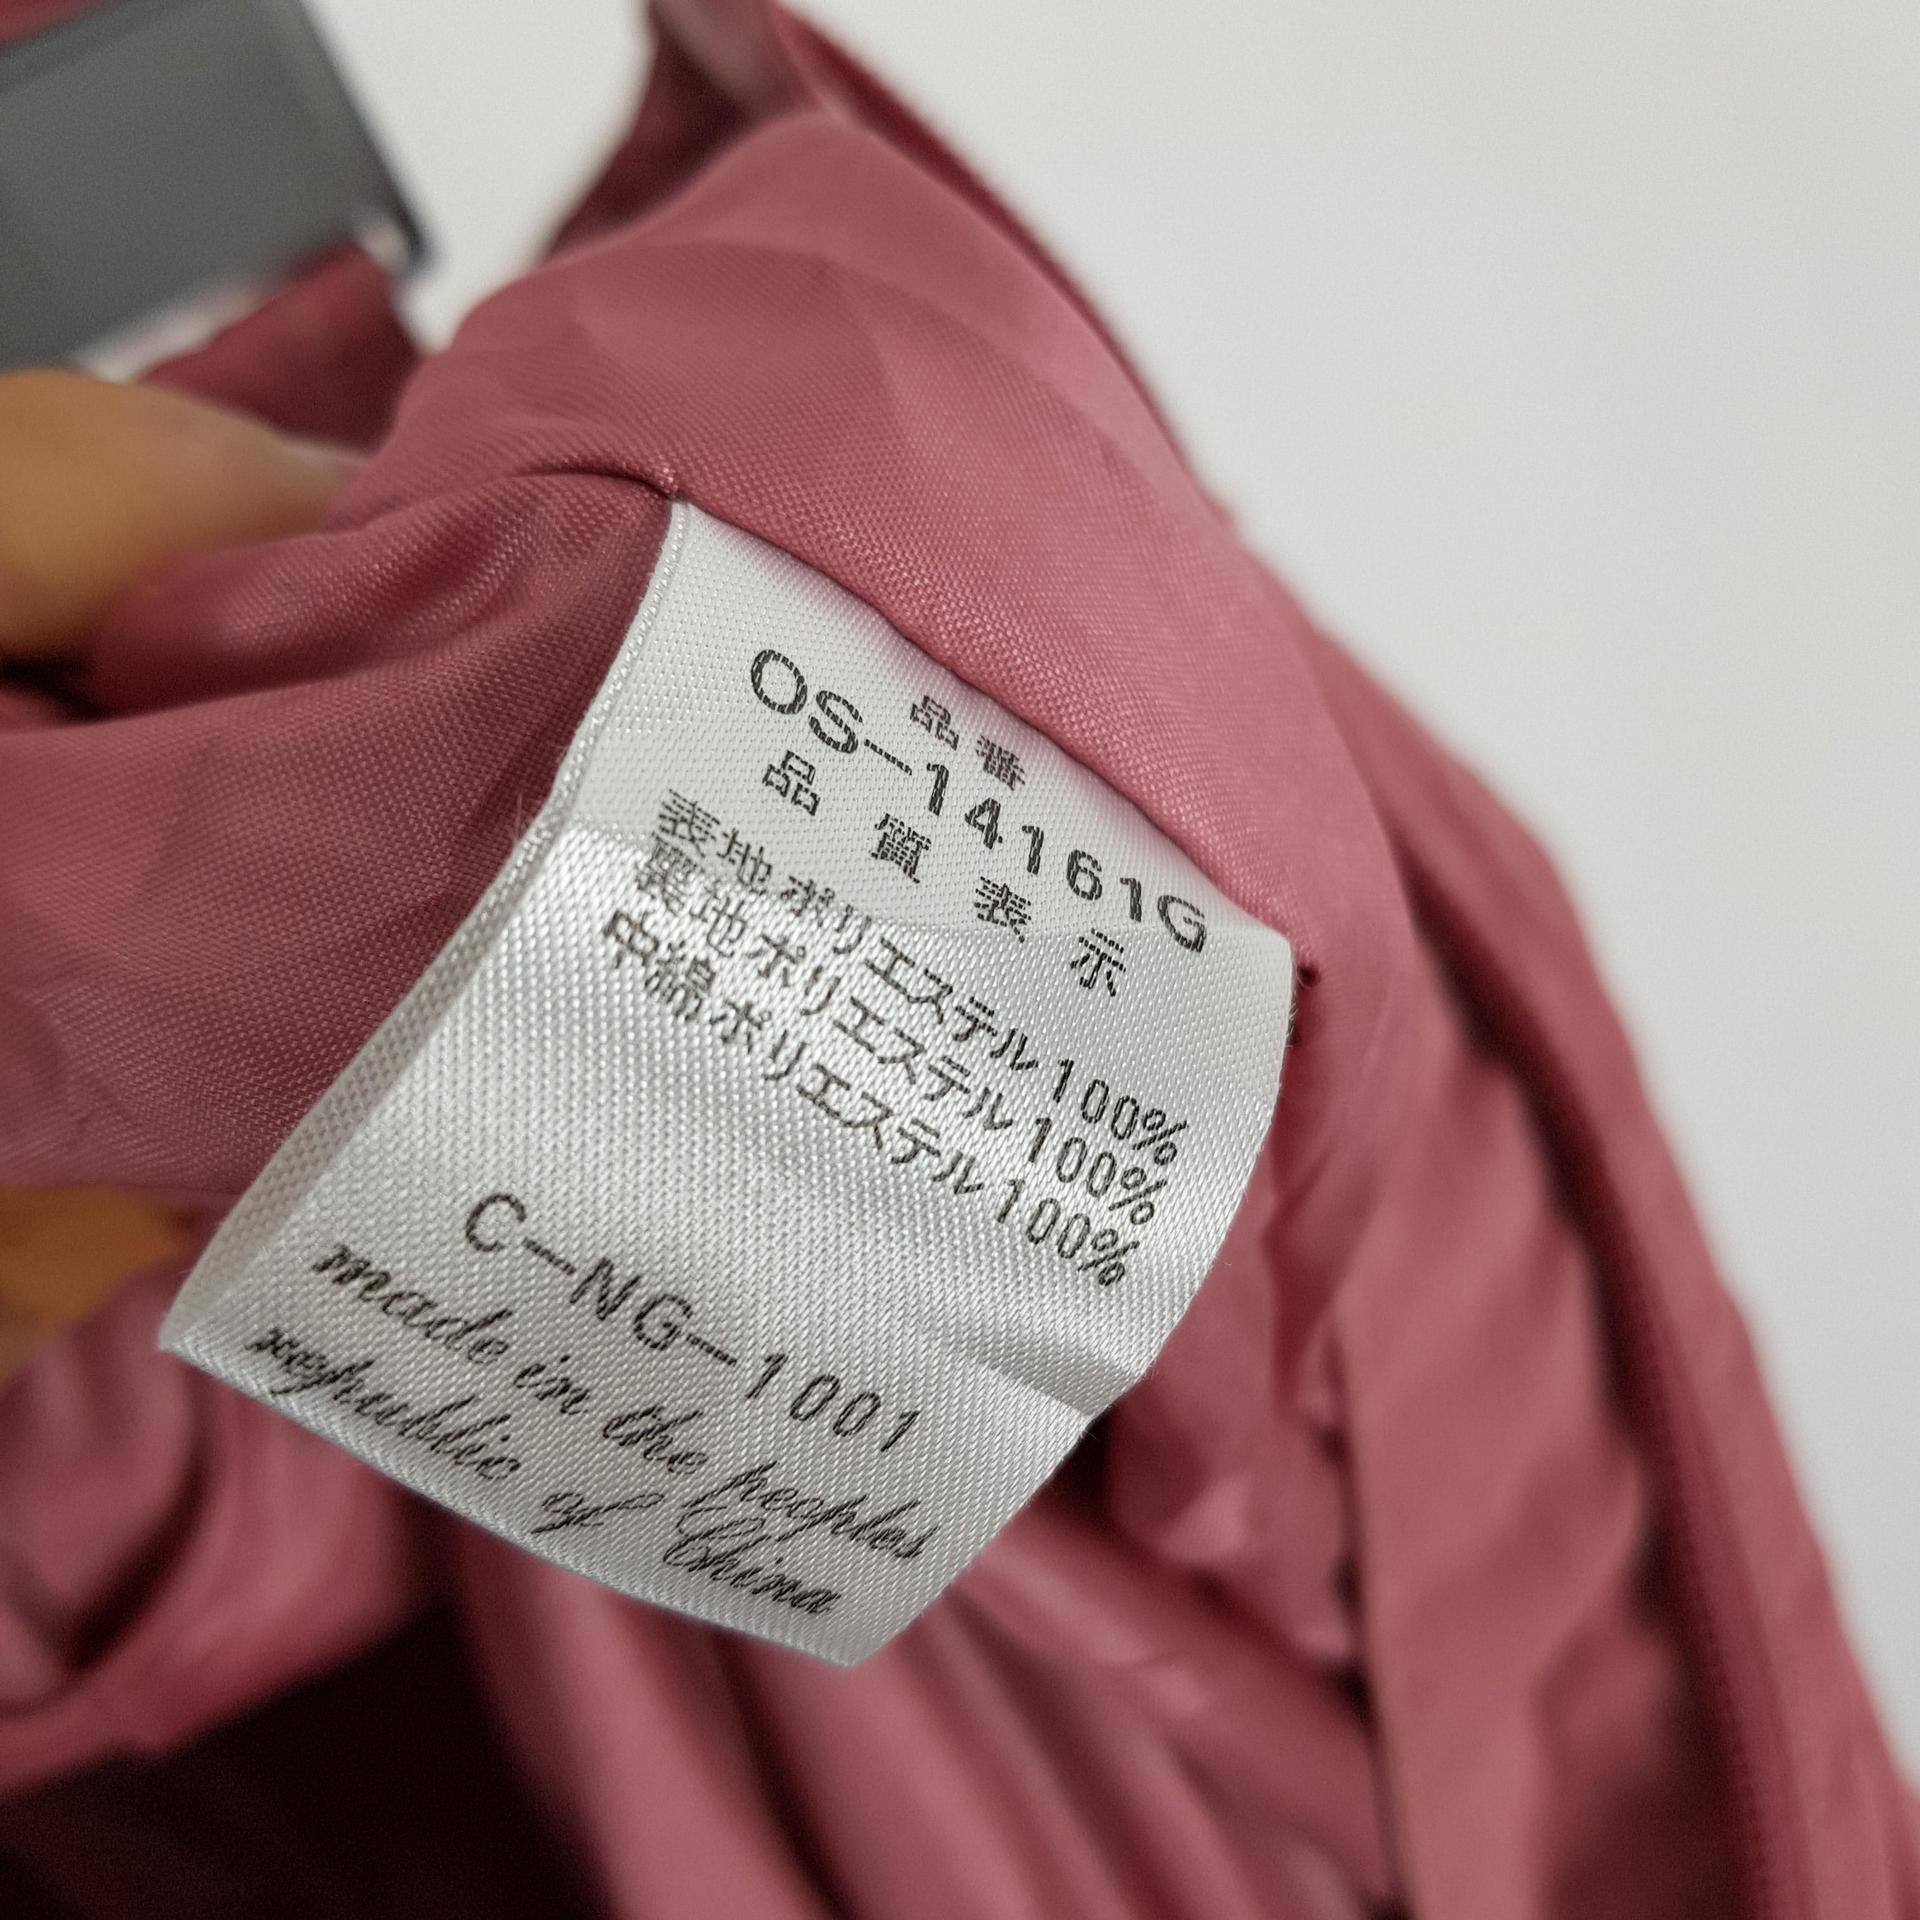 品番
OS-14161G
品質表示
表地ポリエステル100%
裏地ポリエステル100%
中綿ポリエステル100%
C-NG-1001
made in the peoples
republic of China